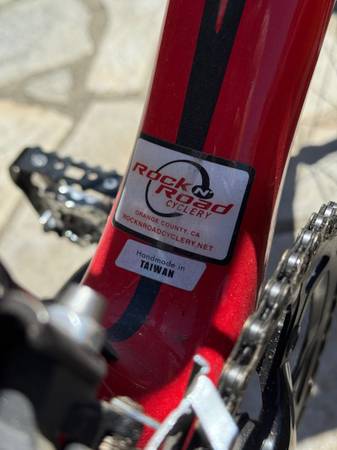 Rock N'
Road
CYCLERY
ORANGE COUNTY, CA
ROCKNROADCYCLERY.NET
Handmade in
TAIWAN